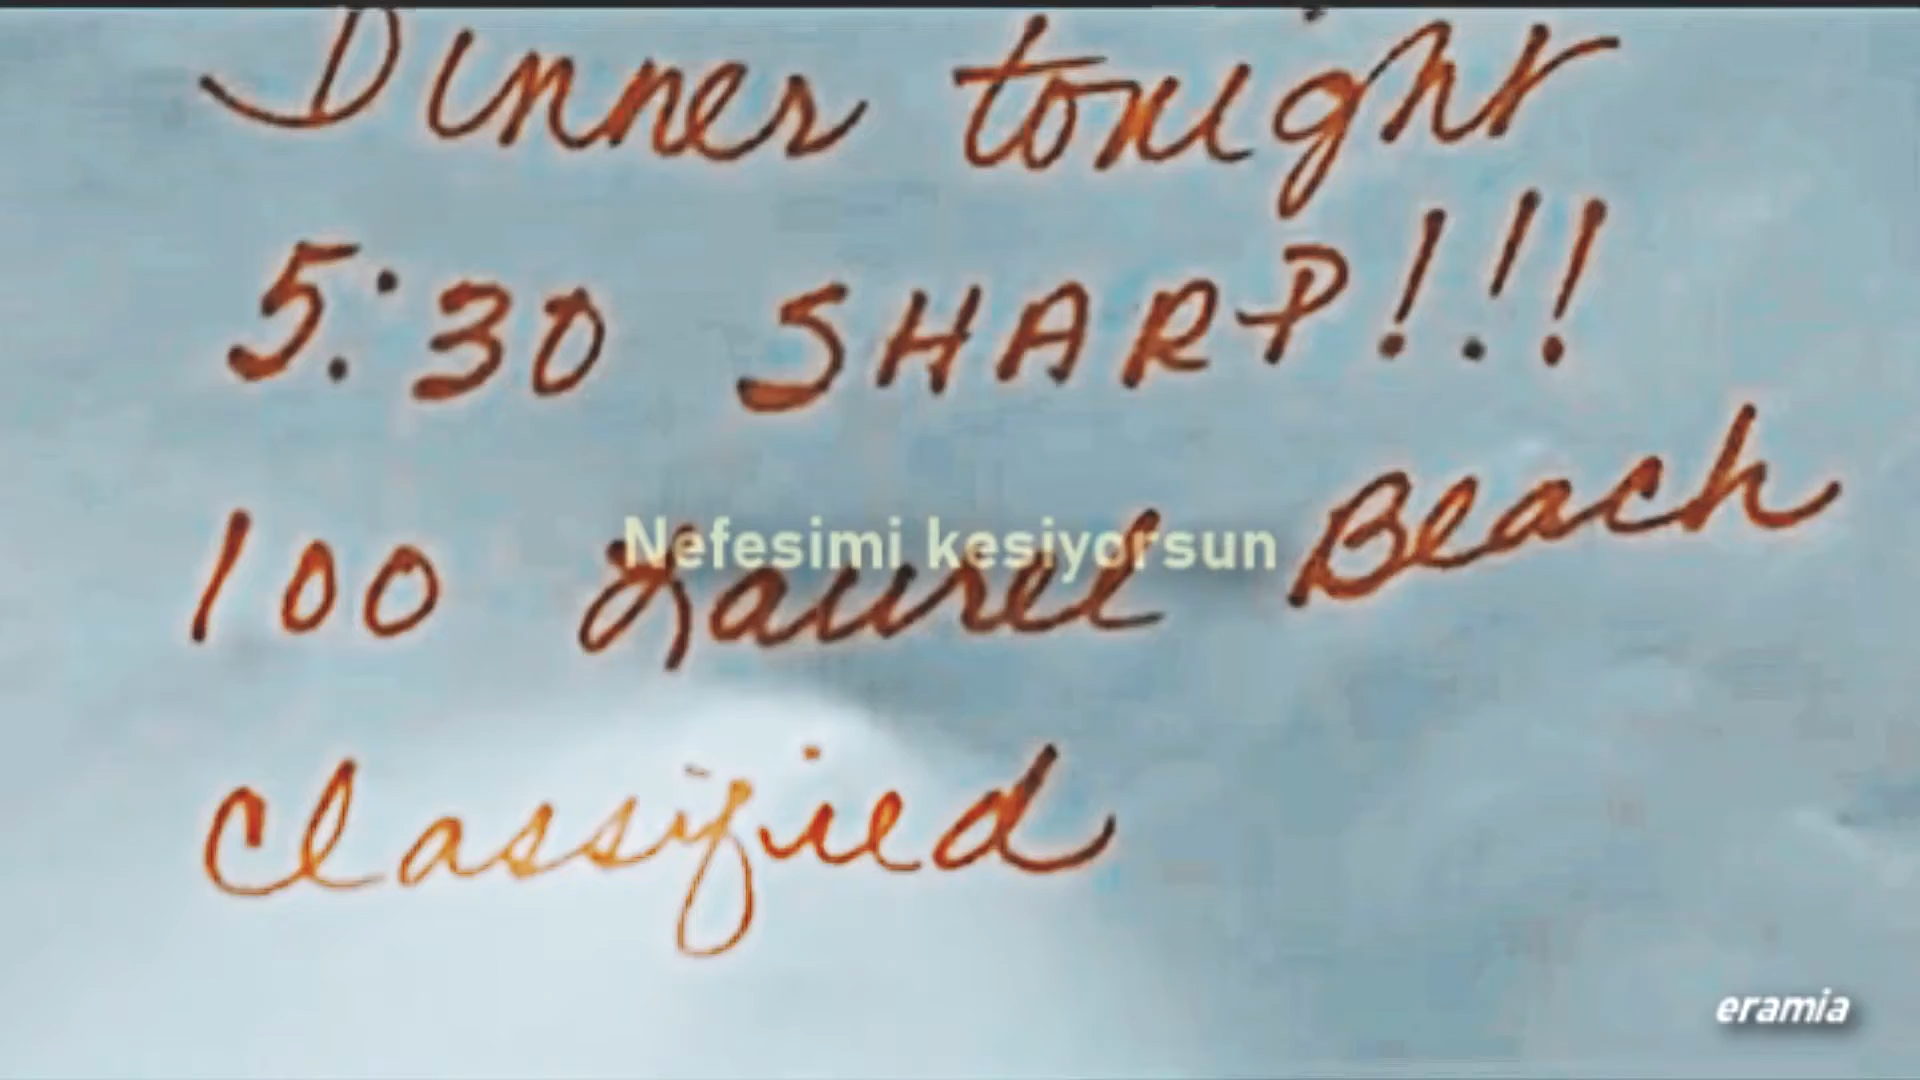 Dinner tonight
5:30 SHARP!!!
100 Laurel Beach
Nefesimi kesiyorsun
Classified
eramia